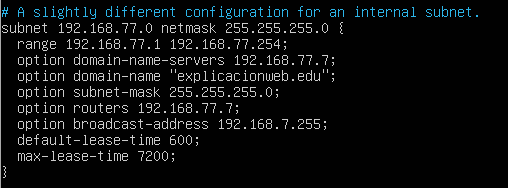 # A slightly different configuration for an internal subnet.
subnet 192.168.77.0 netmask 255.255.255.0 {
  range 192.168.77.1 192.168.77.254;
  option domain-name-servers 192.168.77.7;
  option domain-name "explicacionweb.edu";
  option subnet-mask 255.255.255.0;
  option routers 192.168.77.7;
  option broadcast-address 192.168.7.255;
  default-lease-time 600;
  max-lease-time 7200;
}